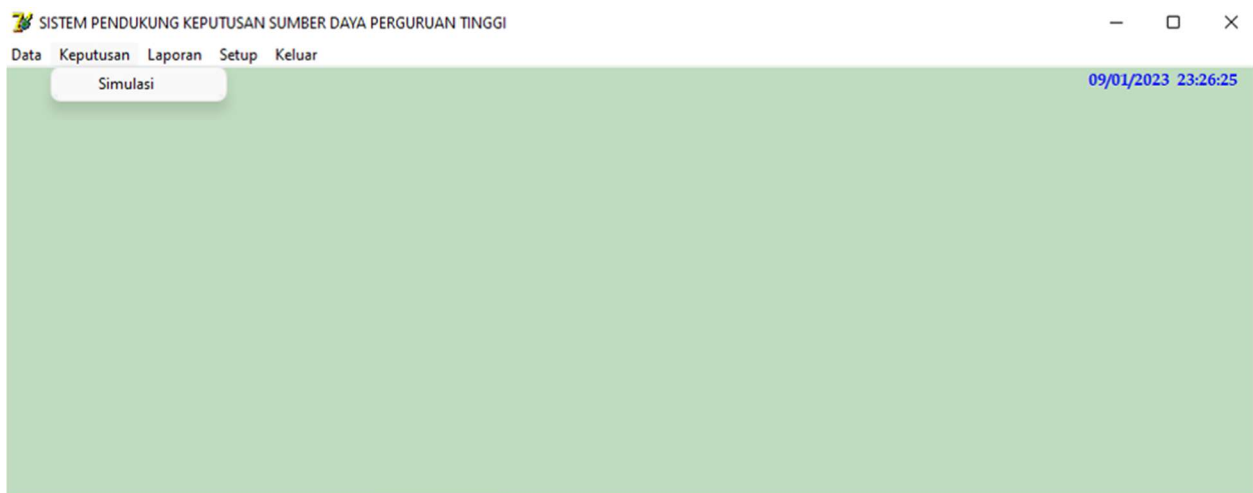 SISTEM PENDUKUNG KEPUTUSAN SUMBER DAYA PERGURUAN TINGGI
Data Keputusan Laporan Setup Keluar
Simulasi
09/01/2023 23:26:25